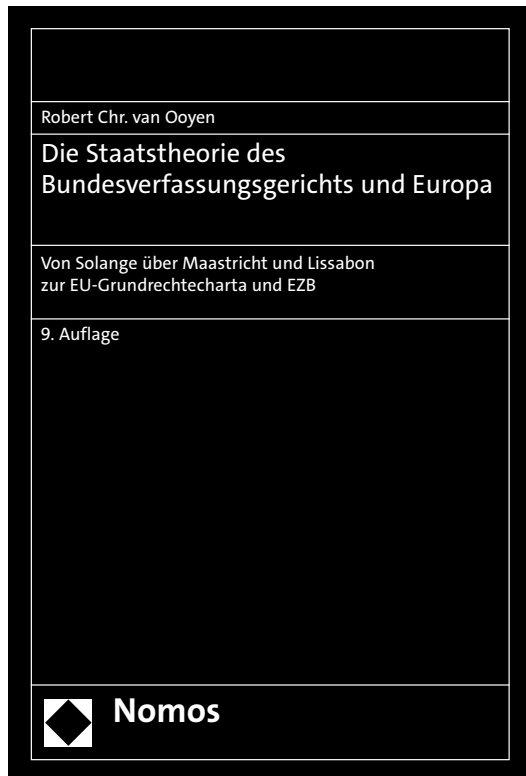 Robert Chr. van Ooyen
Die Staatstheorie des
Bundesverfassungsgerichts und Europa
Von Solange über Maastricht und Lissabon
zur EU-Grundrechtecharta und EZB
9. Auflage
Nomos